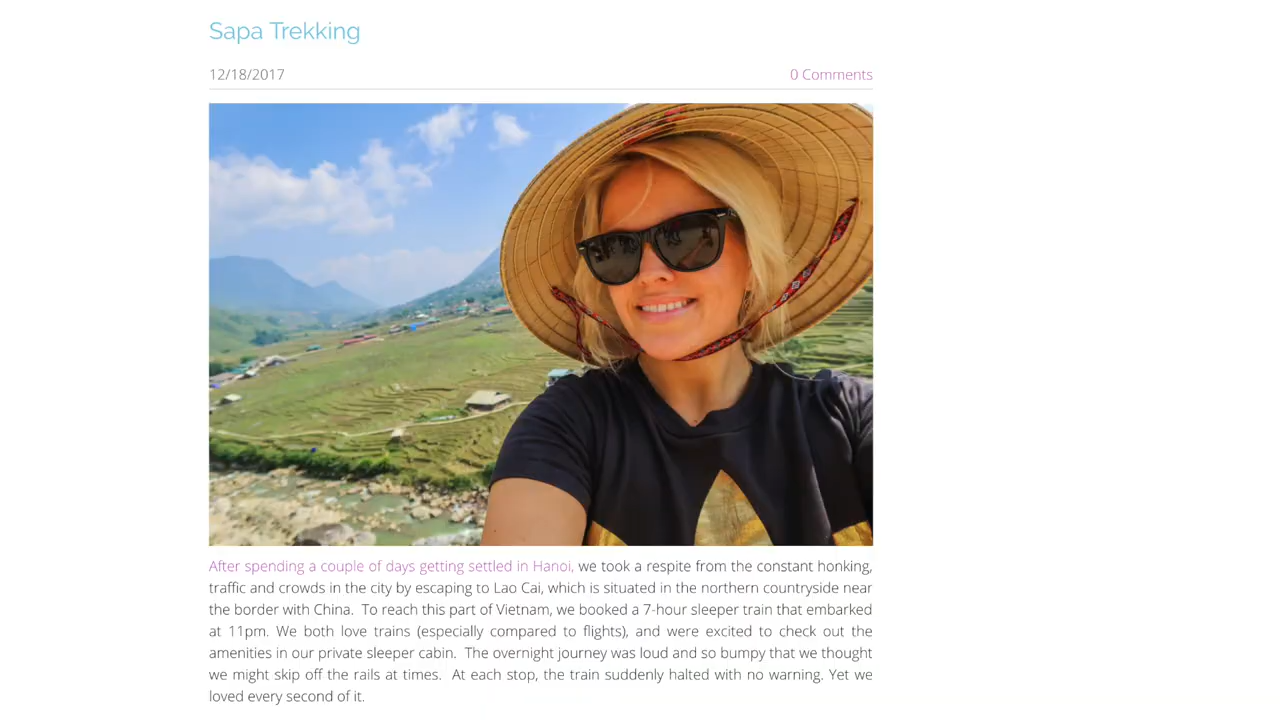 Sapa Trekking
12/18/2017
0 Comments
After spending a couple of days getting settled in Hanoi, we took a respite from the constant honking,
traffic and crowds in the city by escaping to Lao Cai, which is situated in the northern countryside near
the border with China.  To reach this part of Vietnam, we booked a 7-hour sleeper train that embarked
at 11pm. We both love trains (especially compared to flights), and were excited to check out the
amenities in our private sleeper cabin.  The overnight journey was loud and so bumpy that we thought
we might skip off the rails at times.  At each stop, the train suddenly halted with no warning. Yet we
loved every second of it.